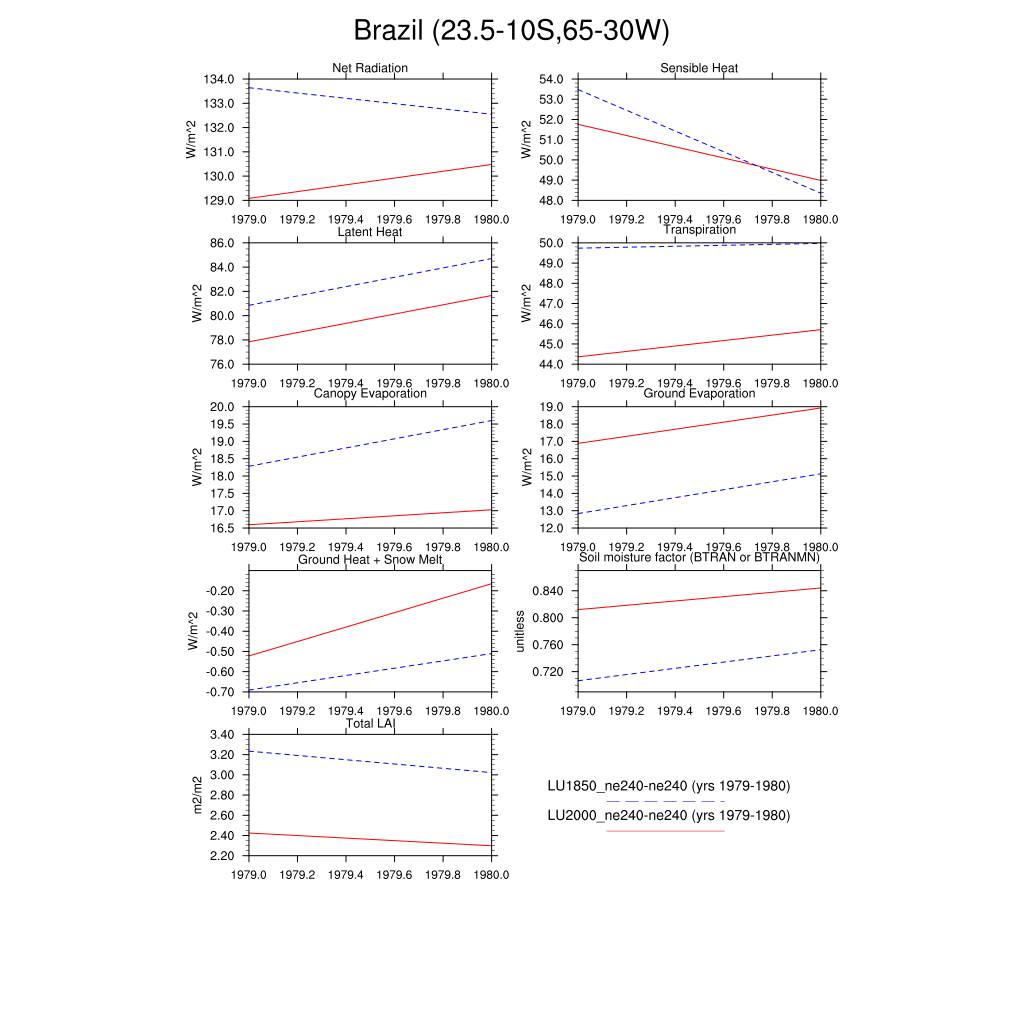 Brazil (23.5-10S,65-30W)
Net Radiation
134.0
133.0
132.0
131.0
130.0
129.0
W/m^2
1979.0 1979.2 1979.4 1979.6 1979.8 1980.0
Sensible Heat
54.0
53.0
52.0
51.0
50.0
49.0
48.0
W/m^2
1979.0 1979.2 1979.4 1979.6 1979.8 1980.0
Latent Heat
86.0
84.0
82.0
80.0
78.0
76.0
W/m^2
1979.0 1979.2 1979.4 1979.6 1979.8 1980.0
Transpiration
50.0
49.0
48.0
47.0
46.0
45.0
44.0
W/m^2
1979.0 1979.2 1979.4 1979.6 1979.8 1980.0
Canopy Evaporation
20.0
19.5
19.0
18.5
18.0
17.5
17.0
16.5
W/m^2
1979.0 1979.2 1979.4 1979.6 1979.8 1980.0
Ground Evaporation
19.0
18.0
17.0
16.0
15.0
14.0
13.0
12.0
W/m^2
1979.0 1979.2 1979.4 1979.6 1979.8 1980.0
Ground Heat + Snow Melt
-0.20
-0.30
-0.40
-0.50
-0.60
-0.70
W/m^2
1979.0 1979.2 1979.4 1979.6 1979.8 1980.0
Soil moisture factor (BTRAN or BTRANMN)
0.840
0.800
0.760
0.720
unitless
1979.0 1979.2 1979.4 1979.6 1979.8 1980.0
Total LAI
3.40
3.20
3.00
2.80
2.60
2.40
2.20
m2/m2
1979.0 1979.2 1979.4 1979.6 1979.8 1980.0
LU1850_ne240-ne240 (yrs 1979-1980)
LU2000_ne240-ne240 (yrs 1979-1980)